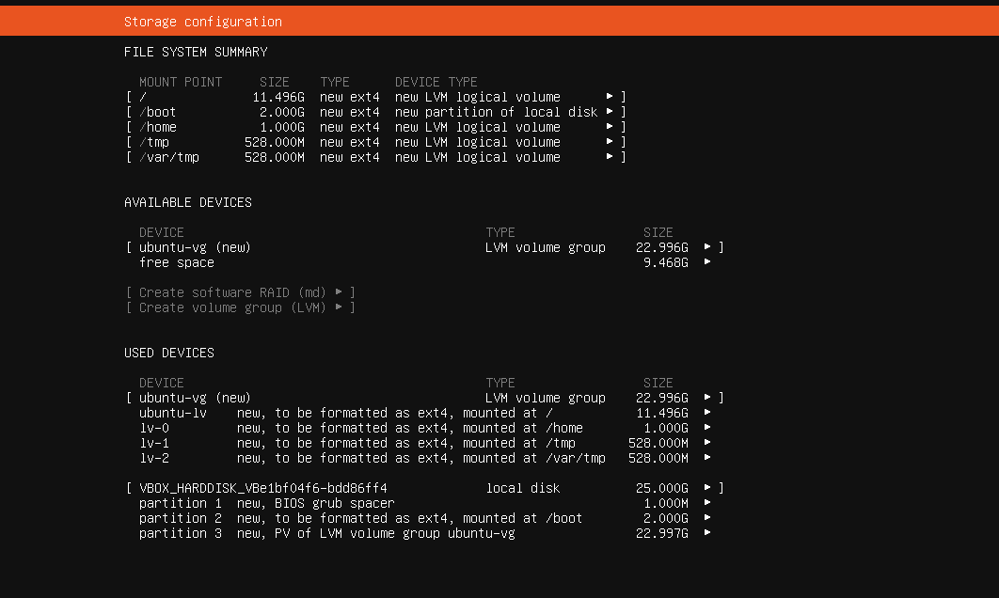 Storage configuration
FILE SYSTEM SUMMARY
MOUNT POINT SIZE TYPE DEVICE TYPE
[ / 11.496G new ext4 new LVM logical volume ▸ ]
[ /boot 2.000G new ext4 new partition of local disk ▸ ]
[ /home 1.000G new ext4 new LVM logical volume ▸ ]
[ /tmp 528.000M new ext4 new LVM logical volume ▸ ]
[ /var/tmp 528.000M new ext4 new LVM logical volume ▸ ]
AVAILABLE DEVICES
DEVICE TYPE SIZE
[ ubuntu-vg (new) LVM volume group 22.996G ▸ ]
free space 9.468G ▸
[ Create software RAID (md) ▸ ]
[ Create volume group (LVM) ▸ ]
USED DEVICES
DEVICE TYPE SIZE
[ ubuntu-vg (new) LVM volume group 22.996G ▸ ]
ubuntu-lv new, to be formatted as ext4, mounted at / 11.496G ▸
lv-0 new, to be formatted as ext4, mounted at /home 1.000G ▸
lv-1 new, to be formatted as ext4, mounted at /tmp 528.000M ▸
lv-2 new, to be formatted as ext4, mounted at /var/tmp 528.000M ▸
[ VBOX_HARDDISK_VBe1bf04f6-bdd86ff4 local disk 25.000G ▸ ]
partition 1 new, BIOS grub spacer 1.000M ▸
partition 2 new, to be formatted as ext4, mounted at /boot 2.000G ▸
partition 3 new, PV of LVM volume group ubuntu-vg 22.997G ▸